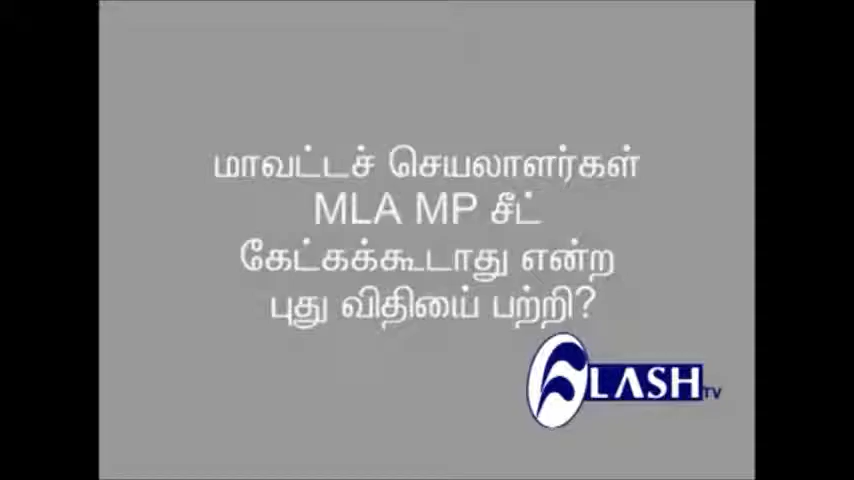 மாவட்டச் செயலாளர்கள்
MLA MP சீட்
கேட்கக்கூடாது என்ற
புது விதியைப் பற்றி?
FLASH TV